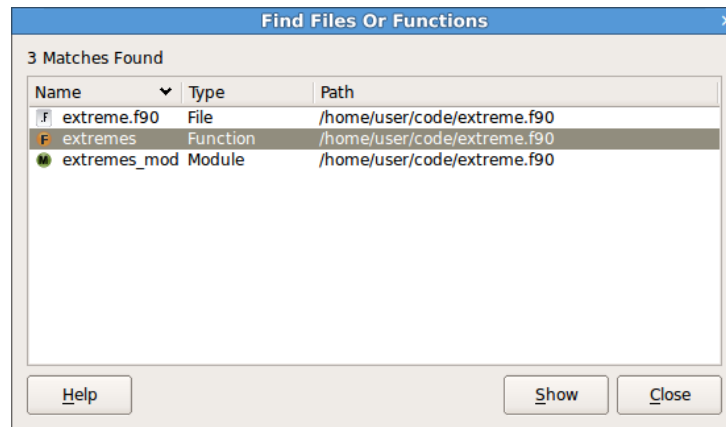 Find Files Or Functions
3 Matches Found
Name Type Path
F extreme.f90 File /home/user/code/extreme.f90
F extremes Function /home/user/code/extreme.f90
M extremes_mod Module /home/user/code/extreme.f90
Help Show Close